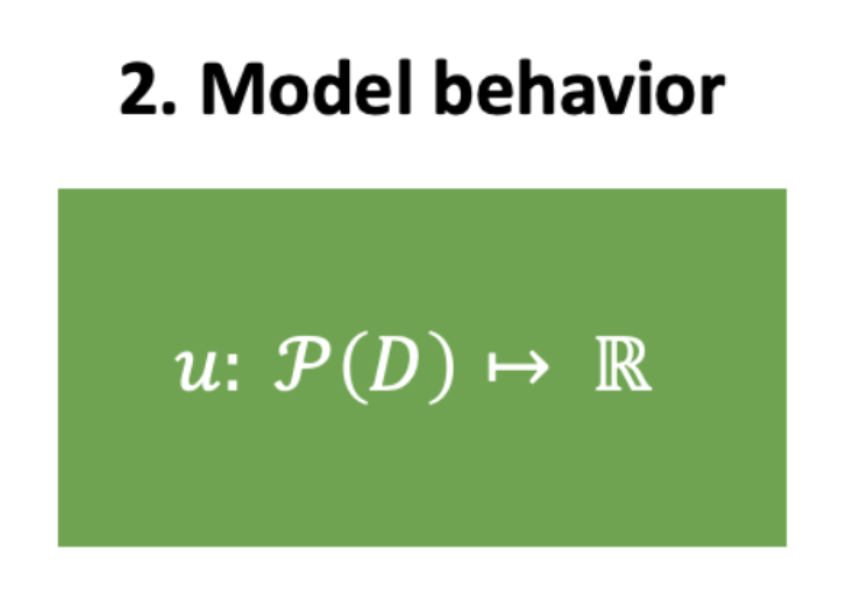 2. Model behavior
𝑢: 𝒫(𝐷) ↦ ℝ